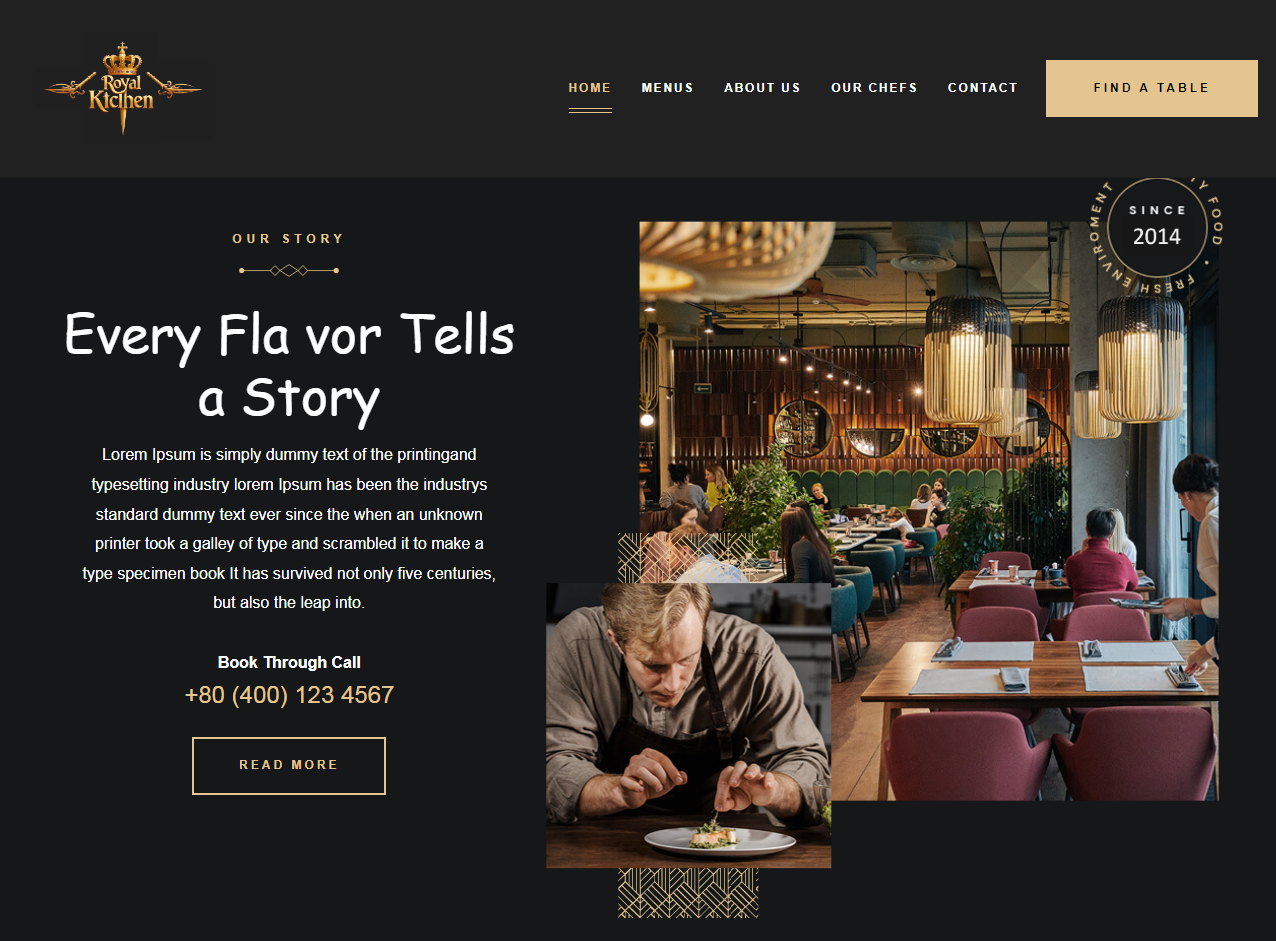 Royal
Ktcihen
HOME
MENUS
ABOUT US
OUR CHEFS
CONTACT
FIND A TABLE
OUR STORY
Every Fla vor Tells
a Story
Lorem Ipsum is simply dummy text of the printingand
typesetting industry lorem Ipsum has been the industrys
standard dummy text ever since the when an unknown
printer took a galley of type and scrambled it to make a
type specimen book It has survived not only five centuries,
but also the leap into.
Book Through Call
+80 (400) 123 4567
READ MORE
SINCE
2014
Y FOOD • FRESH ENVIROMENT